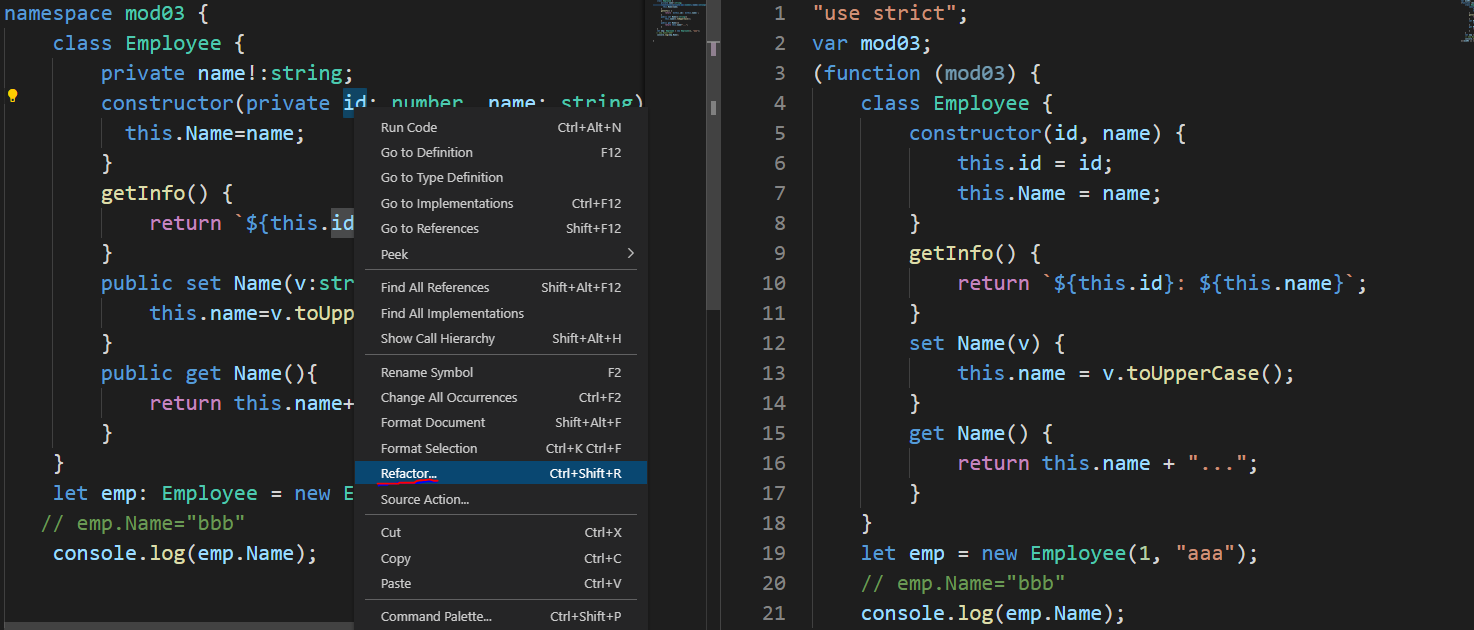 namespace mod03 {
class Employee {
private name!:string;
constructor(private id: number, name: string)
this.Name=name;
}
getInfo() {
return `${this.id
}
public set Name(v:str
this.name=v.toUpp
}
public get Name(){
return this.name+
}
}
let emp: Employee = new E
// emp.Name="bbb"
console.log(emp.Name);
Run Code Ctrl+Alt+N
Go to Definition F12
Go to Type Definition
Go to Implementations Ctrl+F12
Go to References Shift+F12
Peek
Find All References Shift+Alt+F12
Find All Implementations
Show Call Hierarchy Shift+Alt+H
Rename Symbol F2
Change All Occurrences Ctrl+F2
Format Document Shift+Alt+F
Format Selection Ctrl+K Ctrl+F
Refactor... Ctrl+Shift+R
Source Action...
Cut Ctrl+X
Copy Ctrl+C
Paste Ctrl+V
Command Palette... Ctrl+Shift+P
1 "use strict";
2 var mod03;
3 (function (mod03) {
4 class Employee {
5 constructor(id, name) {
6 this.id = id;
7 this.Name = name;
8 }
9 getInfo() {
10 return `${this.id}: ${this.name}`;
11 }
12 set Name(v) {
13 this.name = v.toUpperCase();
14 }
15 get Name() {
16 return this.name + "...";
17 }
18 }
19 let emp = new Employee(1, "aaa");
20 // emp.Name="bbb"
21 console.log(emp.Name);